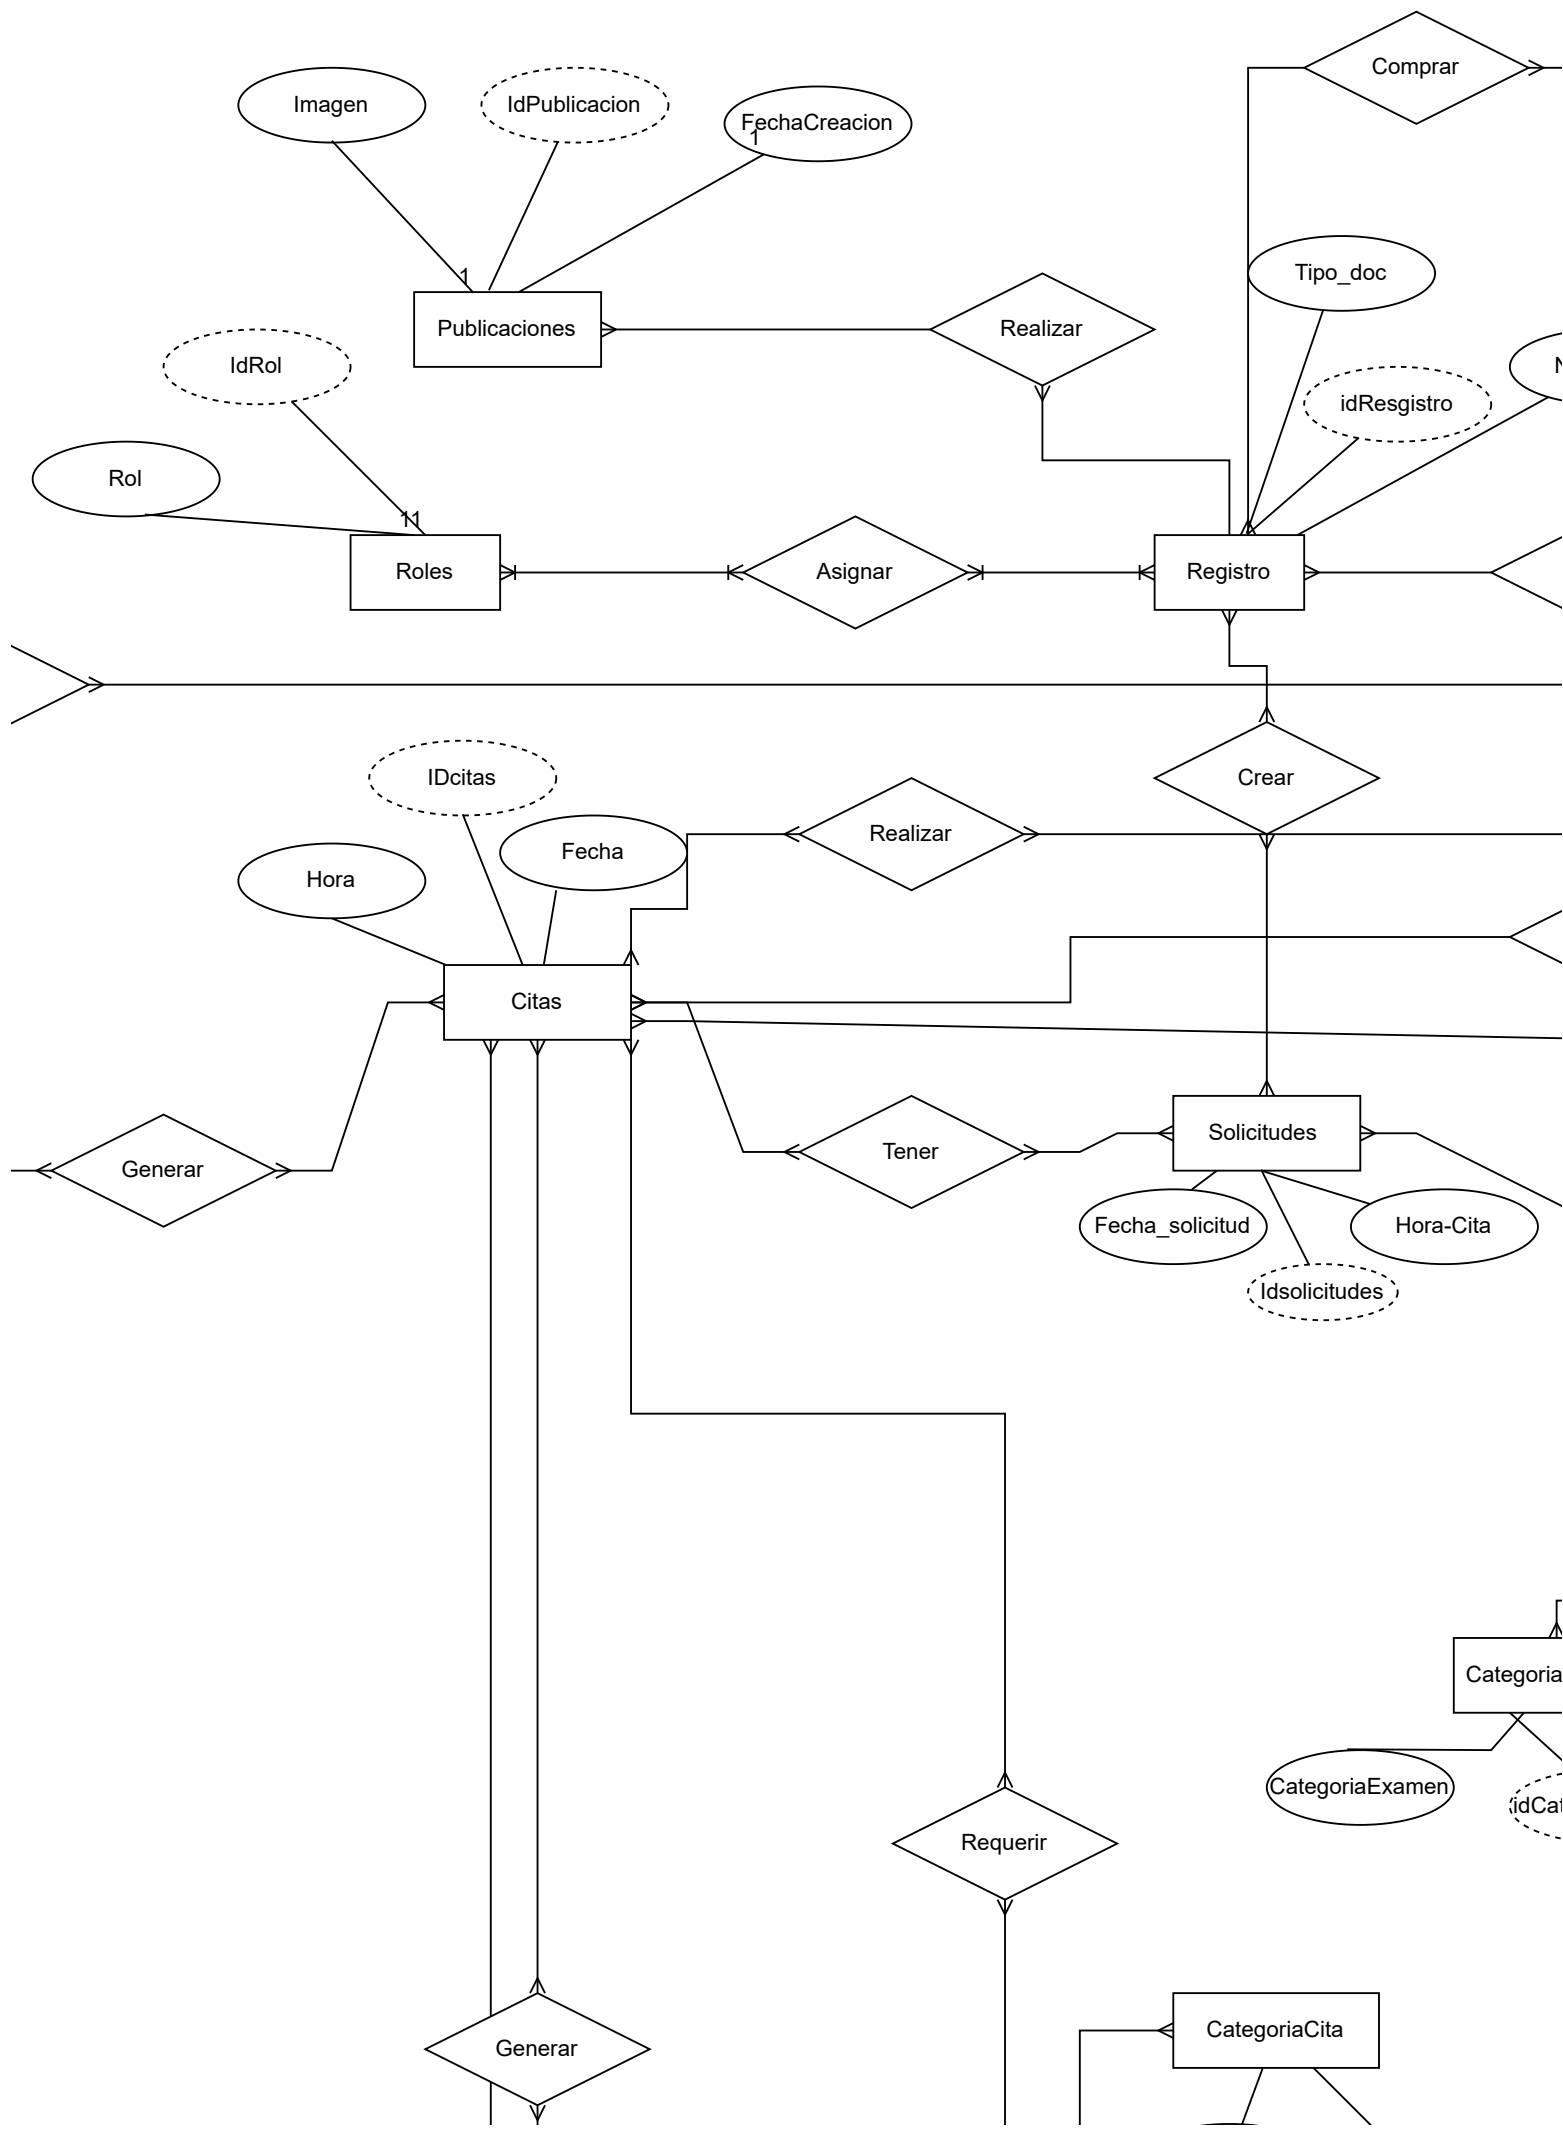 Comprar
Imagen
IdPublicacion
FechaCreacion
1
Tipo_doc
1
Publicaciones
Realizar
IdRol
N
idResgistro
Rol
11
Roles
Asignar
Registro
IDcitas
Crear
Realizar
Fecha
Hora
Citas
Solicitudes
Tener
Generar
Fecha_solicitud
Hora-Cita
Idsolicitudes
Categoria
CategoriaExamen
idCat
Requerir
CategoriaCita
Generar